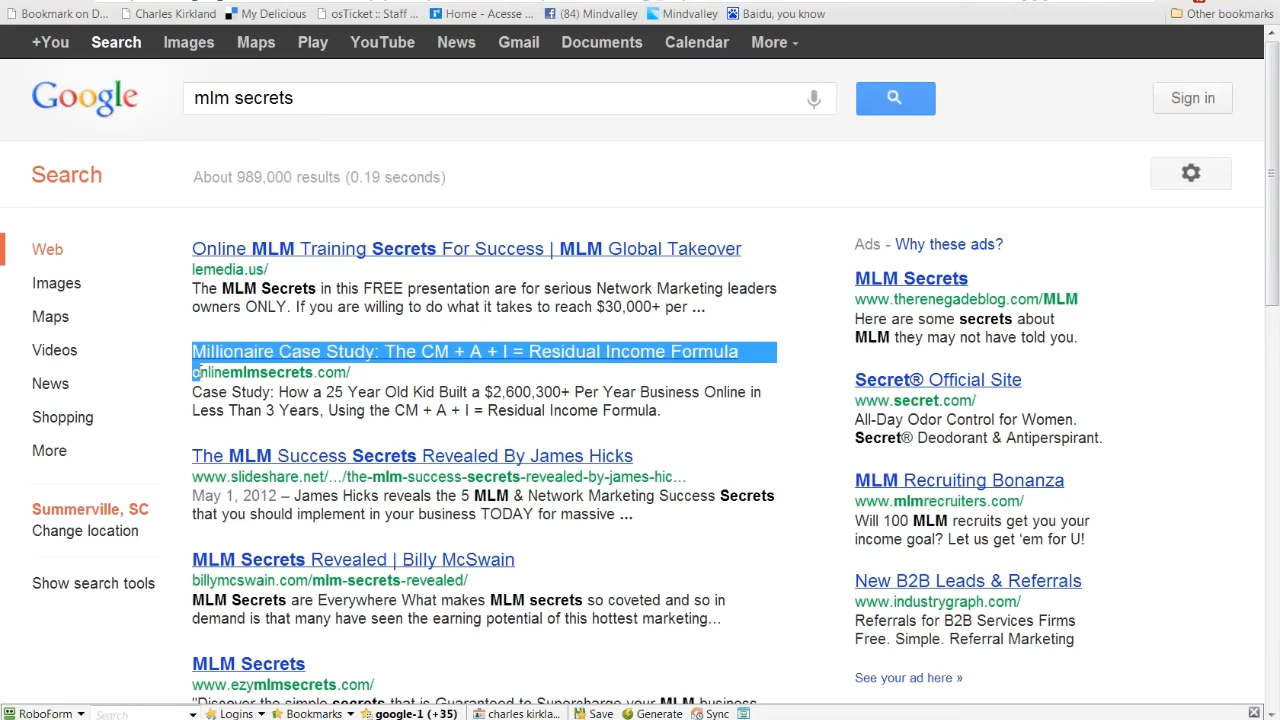 Bookmark on D...
Charles Kirkland
My Delicious
osTicket :: Staff ...
Home - Acesse ...
(84) Mindvalley
Mindvalley
Baidu, you know
Other bookmarks
+You Search Images Maps Play YouTube News Gmail Documents Calendar More
Google
mlm secrets
Sign in
Search
About 989,000 results (0.19 seconds)
Web
Images
Maps
Videos
News
Shopping
More
Summerville, SC
Change location
Show search tools
Online MLM Training Secrets For Success | MLM Global Takeover
lemedia.us/
The MLM Secrets in this FREE presentation are for serious Network Marketing leaders
owners ONLY. If you are willing to do what it takes to reach $30,000+ per ...
Millionaire Case Study: The CM + A + I = Residual Income Formula
onlinemlmsecrets.com/
Case Study: How a 25 Year Old Kid Built a $2,600,300+ Per Year Business Online in
Less Than 3 Years, Using the CM + A + I = Residual Income Formula.
The MLM Success Secrets Revealed By James Hicks
www.slideshare.net/.../the-mlm-success-secrets-revealed-by-james-hic...
May 1, 2012 – James Hicks reveals the 5 MLM & Network Marketing Success Secrets
that you should implement in your business TODAY for massive ...
MLM Secrets Revealed | Billy McSwain
billymcswain.com/mlm-secrets-revealed/
MLM Secrets are Everywhere What makes MLM secrets so coveted and so in
demand is that many have seen the earning potential of this hottest marketing...
MLM Secrets
www.ezymlmsecrets.com/
"Discover the simple secrets that is Guaranteed to Supercharge your MLM business
Ads - Why these ads?
MLM Secrets
www.therenegadeblog.com/MLM
Here are some secrets about
MLM they may not have told you.
Secret® Official Site
www.secret.com/
All-Day Odor Control for Women.
Secret® Deodorant & Antiperspirant.
MLM Recruiting Bonanza
www.mlmrecruiters.com/
Will 100 MLM recruits get you your
income goal? Let us get 'em for U!
New B2B Leads & Referrals
www.industrygraph.com/
Referrals for B2B Services Firms
Free. Simple. Referral Marketing
See your ad here »
RoboForm
Search
Logins
Bookmarks
google-1 (+35)
charles kirkla...
Save
Generate
Sync